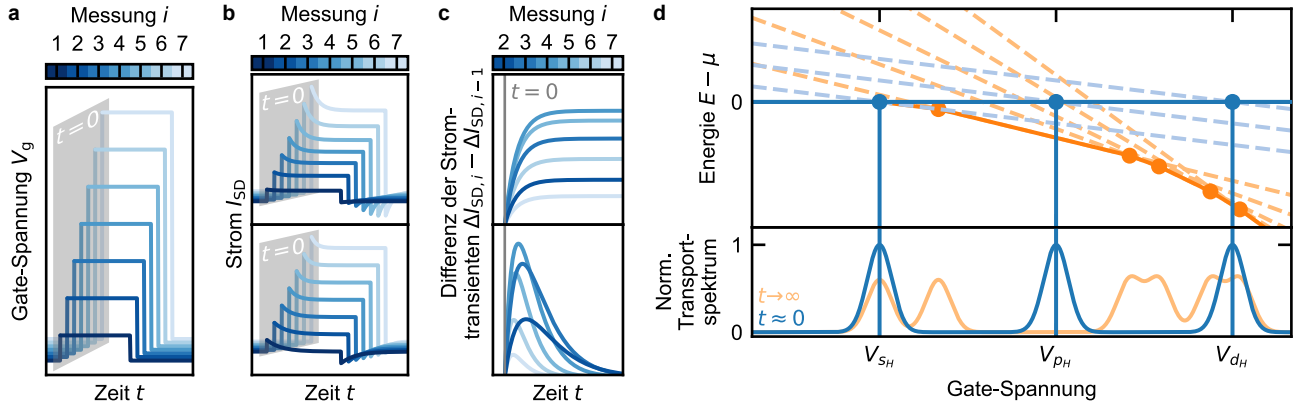 a
Messung i
1 2 3 4 5 6 7
t=0
Gate-Spannung V_g
Zeit t
b
Messung i
1 2 3 4 5 6 7
t=0
t=0
Strom I_SD
Zeit t
c
Messung i
2 3 4 5 6 7
t=0
Differenz der Strom-
transienten ΔI_SD, i − ΔI_SD, i − 1
Zeit t
d
Energie E − μ
0
Norm.
Transport-
spektrum
1
0
t→∞
t≈0
V_sH
V_pH
V_dH
Gate-Spannung